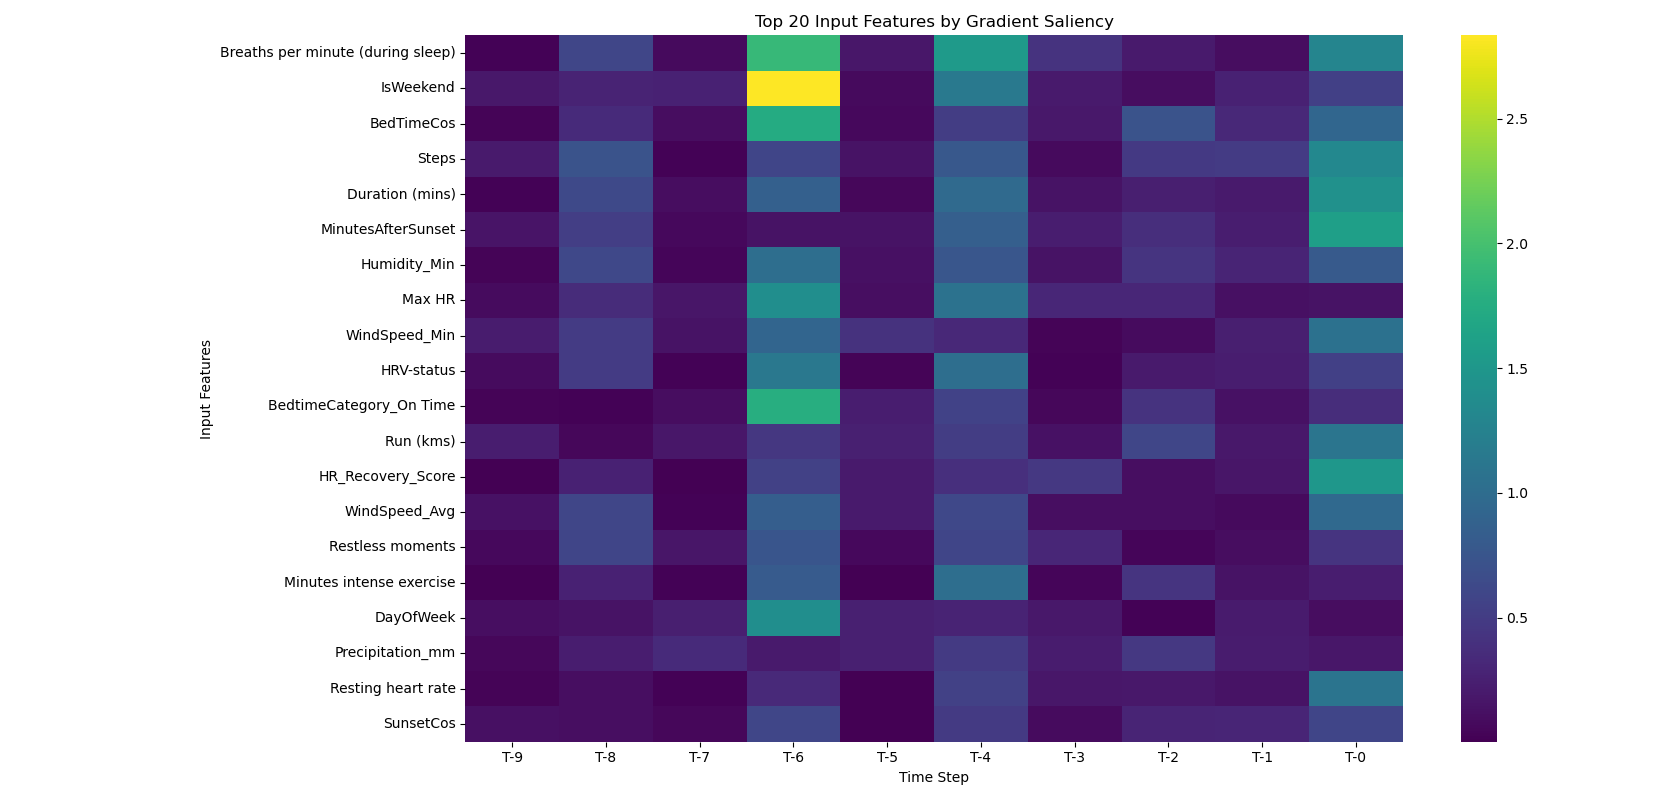 Top 20 Input Features by Gradient Saliency
Input Features
Breaths per minute (during sleep)
IsWeekend
BedTimeCos
Steps
Duration (mins)
MinutesAfterSunset
Humidity_Min
Max HR
WindSpeed_Min
HRV-status
BedtimeCategory_On Time
Run (kms)
HR_Recovery_Score
WindSpeed_Avg
Restless moments
Minutes intense exercise
DayOfWeek
Precipitation_mm
Resting heart rate
SunsetCos
T-9 T-8 T-7 T-6 T-5 T-4 T-3 T-2 T-1 T-0
Time Step
2.5
2.0
1.5
1.0
0.5